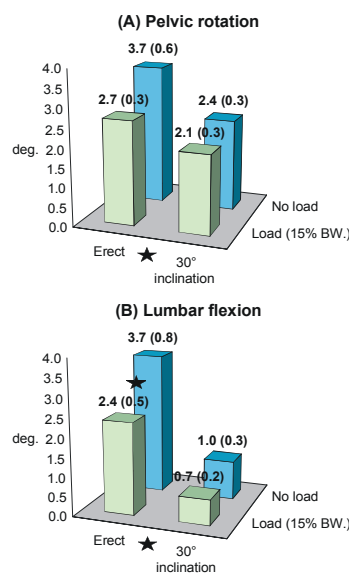 (A) Pelvic rotation
3.7 (0.6)
4.0
3.5
2.7 (0.3)
2.4 (0.3)
3.0
2.5
2.1 (0.3)
deg.
2.0
1.5
1.0
0.5
0.0
No load
Load (15% BW.)
Erect
30°
inclination
(B) Lumbar flexion
3.7 (0.8)
4.0
3.5
2.4 (0.5)
3.0
2.5
deg.
2.0
1.0 (0.3)
1.5
0.7 (0.2)
1.0
0.5
0.0
No load
Load (15% BW.)
Erect
30°
inclination